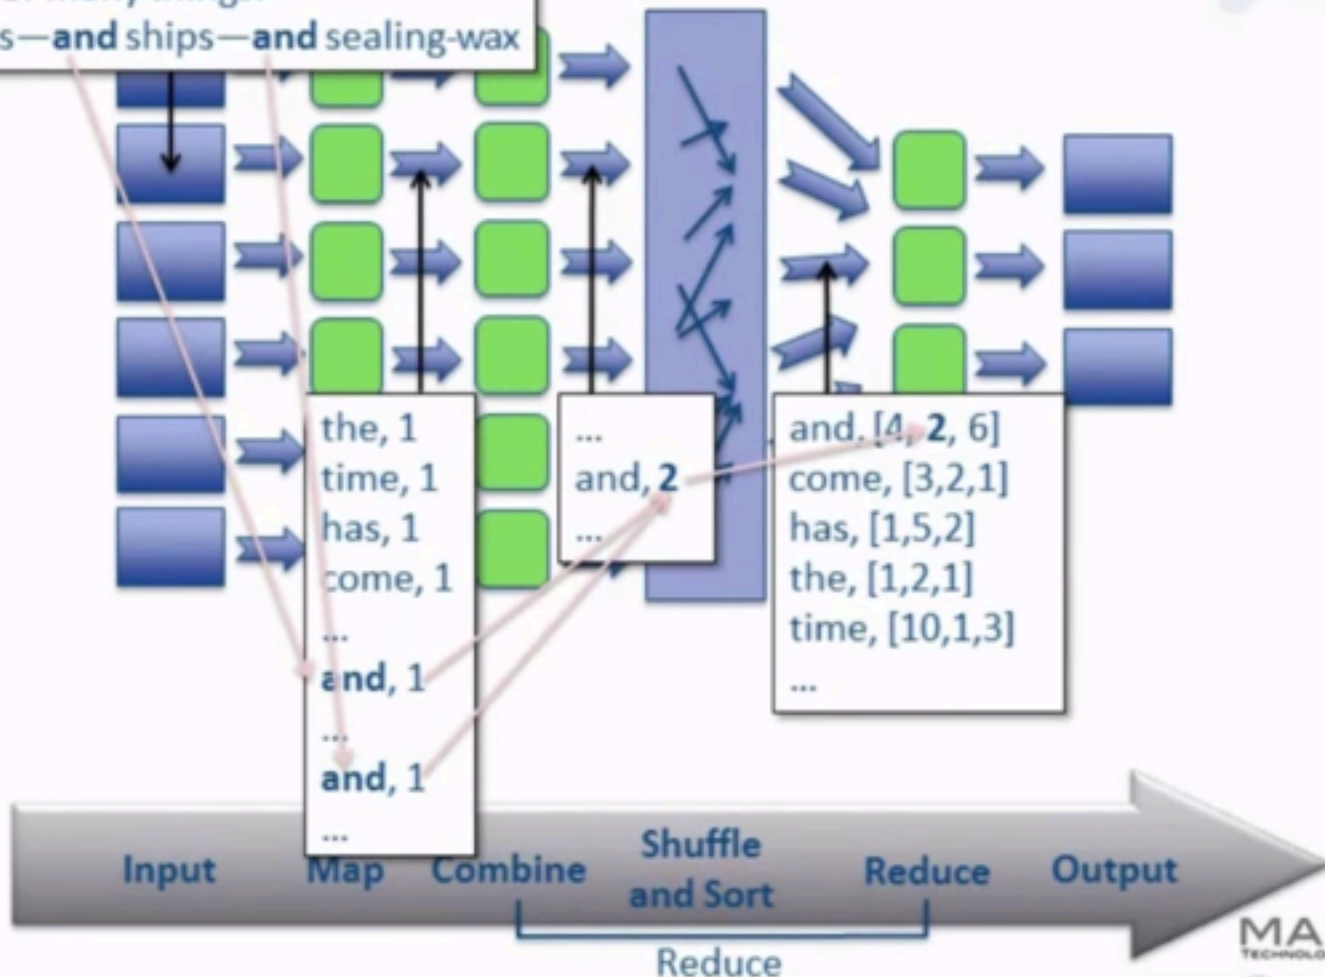 s—and ships—and sealing-wax
the, 1
time, 1
has, 1
come, 1
...
and, 1
...
and, 1
...
...
and, 2
...
and, [4, 2, 6]
come, [3,2,1]
has, [1,5,2]
the, [1,2,1]
time, [10,1,3]
...
Input
Map
Combine
Shuffle
and Sort
Reduce
Output
Reduce
MA
TECHNOLO